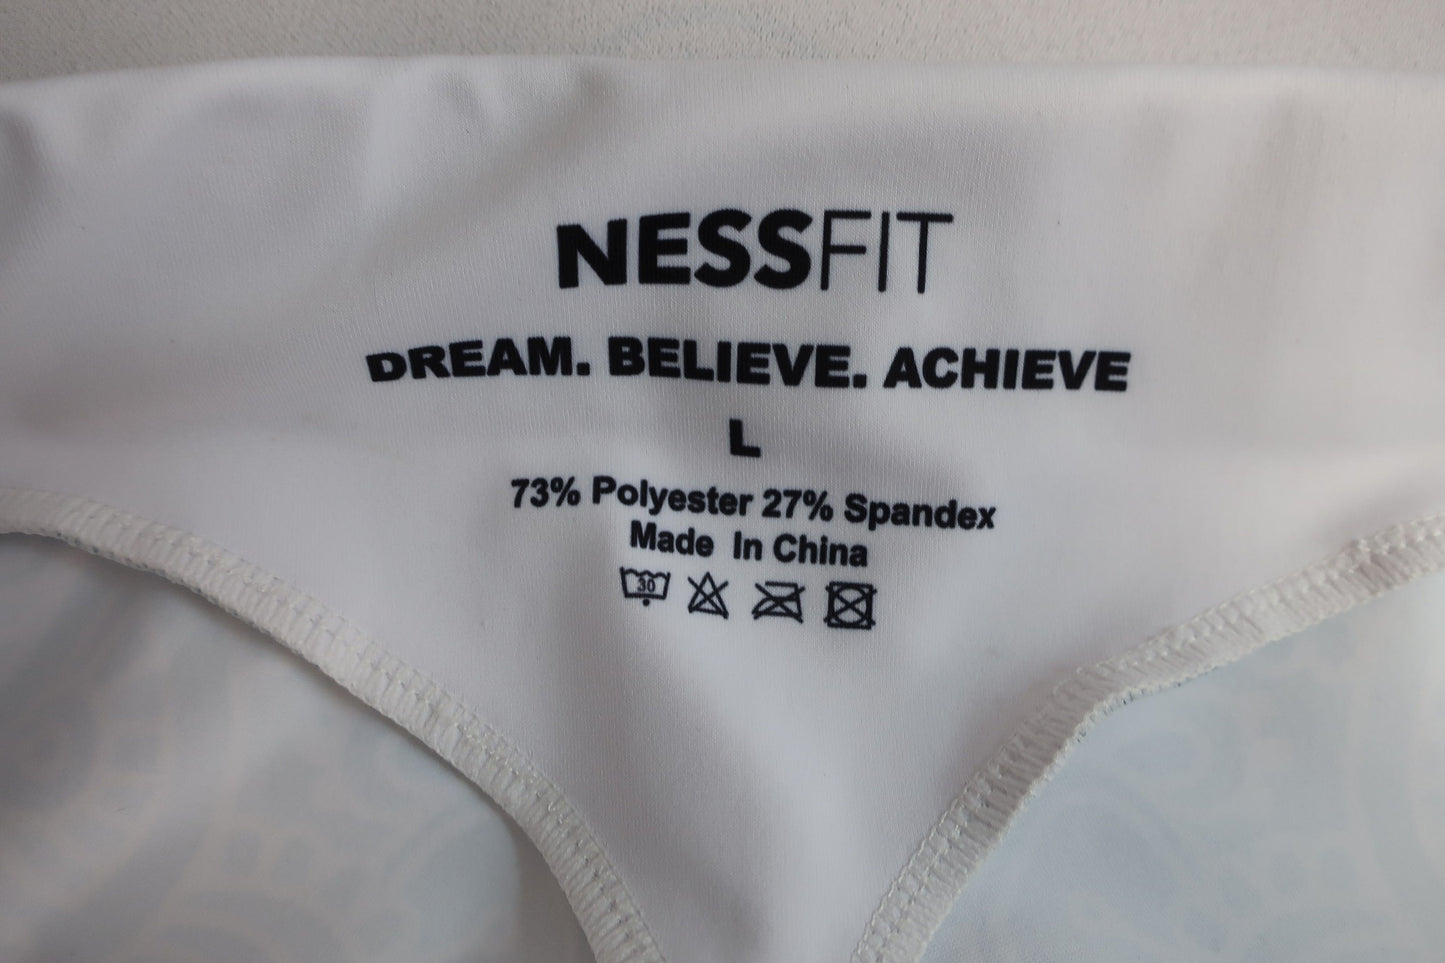 NESSFIT
DREAM. BELIEVE. ACHIEVE
L
73% Polyester 27% Spandex
Made In China
30